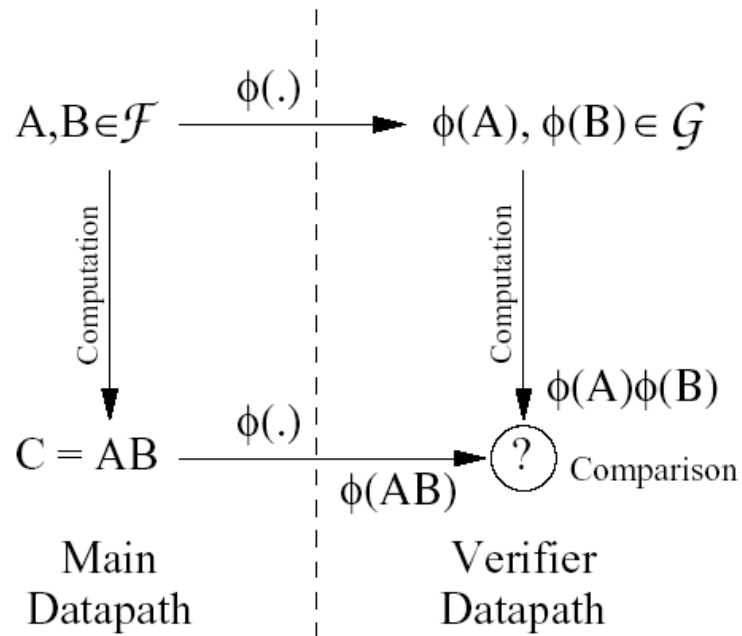 ϕ(.)
A,B∈ℱ
ϕ(A), ϕ(B)∈ 𝒢
Computation
Computation
ϕ(A)ϕ(B)
ϕ(.)
C = AB
?
Comparison
ϕ(AB)
Main
Datapath
Verifier
Datapath